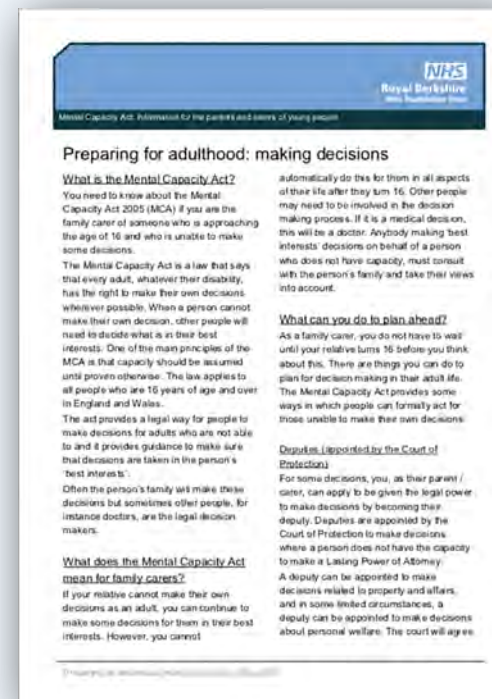 NHS
Royal Berkshire
NHS Foundation Trust
Mental Capacity Act: Information for the parents and carers of young people
Preparing for adulthood: making decisions
What is the Mental Capacity Act?
You need to know about the Mental
Capacity Act 2005 (MCA) if you are the
family carer of someone who is approaching
the age of 16 and who is unable to make
some decisions.
The Mental Capacity Act is a law that says
that every adult, whatever their disability,
has the right to make their own decisions
wherever possible. When a person cannot
make their own decision, other people will
need to decide what is in their best
interests. One of the main principles of the
MCA is that capacity should be assumed
until proven otherwise. The law applies to
all people who are 16 years of age and over
in England and Wales.
The act provides a legal way for people to
make decisions for adults who are not able
to and it provides guidance to make sure
that decisions are taken in the person's
'best interests'.
Often the person's family will make these
decisions but sometimes other people, for
instance doctors, are the legal decision
makers.
What does the Mental Capacity Act
mean for family carers?
If your relative cannot make their own
decisions as an adult, you can continue to
make some decisions for them in their best
interests. However, you cannot
automatically do this for them in all aspects
of their life after they turn 16. Other people
may need to be involved in the decision
making process. If it is a medical decision,
this will be a doctor. Anybody making 'best
interests' decisions on behalf of a person
who does not have capacity, must consult
with the person's family and take their views
into account.
What can you do to plan ahead?
As a family carer, you do not have to wait
until your relative turns 16 before you think
about this. There are things you can do to
plan for decision making in their adult life.
The Mental Capacity Act provides some
ways in which people can formally act for
those unable to make their own decisions:
Deputies (appointed by the Court of
Protection)
For some decisions, you, as their parent /
carer, can apply to be given the legal power
to make decisions by becoming their
deputy. Deputies are appointed by the
Court of Protection to make decisions
where a person does not have the capacity
to make a Lasting Power of Attorney.
A deputy can be appointed to make
decisions related to property and affairs,
and in some limited circumstances, a
deputy can be appointed to make decisions
about personal welfare. The court will agree